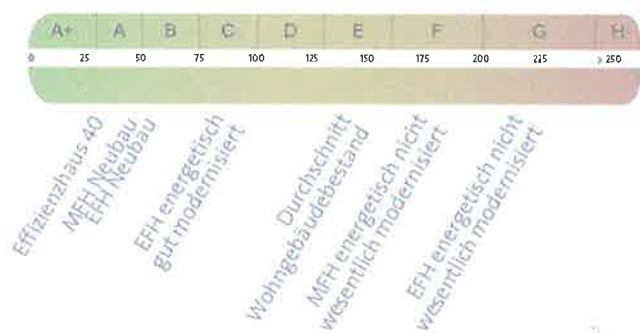 A+ A B C D E F G H
0 25 50 75 100 125 150 175 200 225 > 250
Effizienzhaus 40
MFH Neubau
EFH Neubau
EFH energetisch
gut modernisiert
Durchschnitt
Wohngebäudebestand
MFH energetisch nicht
wesentlich modernisiert
EFH energetisch nicht
wesentlich modernisiert